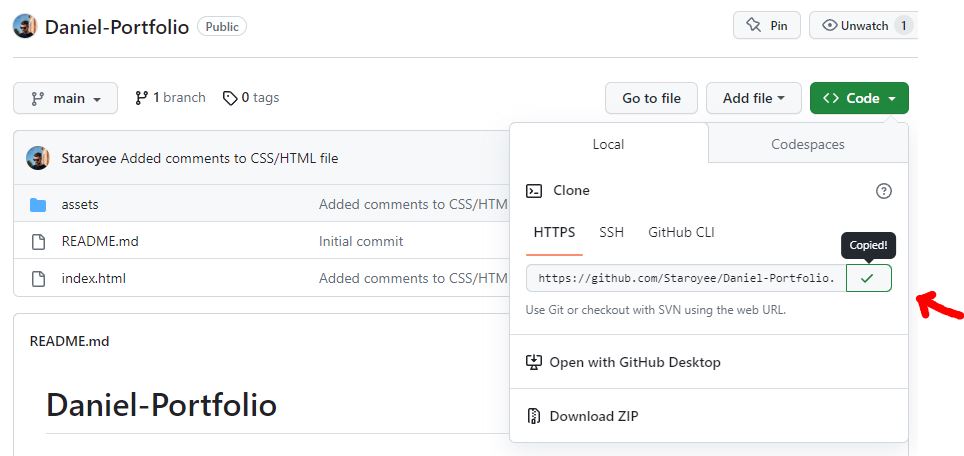 Daniel-Portfolio Public Pin Unwatch 1
main 1 branch 0 tags Go to file Add file Code
Local Codespaces
Staroyee Added comments to CSS/HTML file
Clone
assets Added comments to CSS/HTM
HTTPS SSH GitHub CLI
README.md Initial commit
Copied!
index.html Added comments to CSS/HTM
https://github.com/Staroyee/Daniel-Portfolio.
Use Git or checkout with SVN using the web URL.
README.md
Open with GitHub Desktop
Daniel-Portfolio
Download ZIP